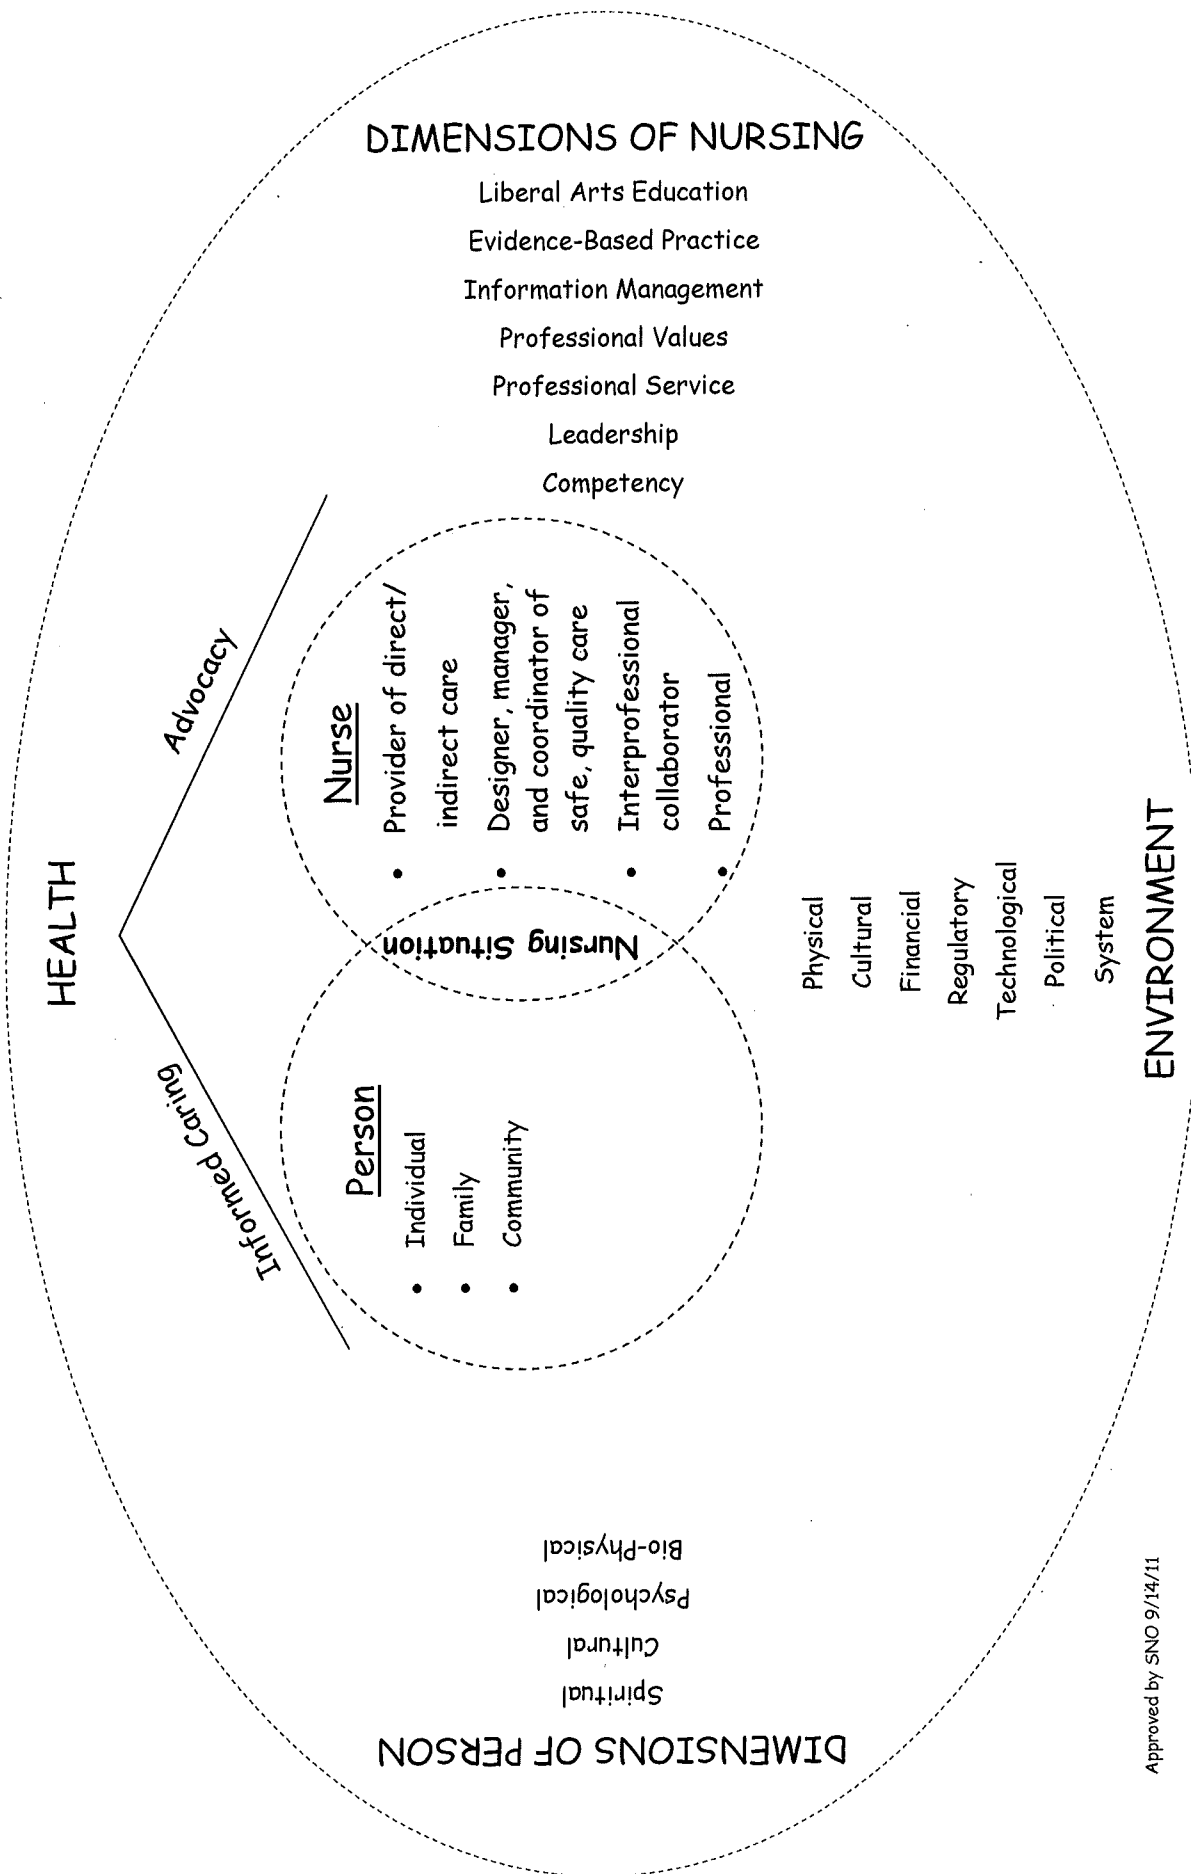 HEALTH
Informed Caring
Advocacy
Person
• Individual
• Family
• Community
Nursing Situation
Nurse
• Provider of direct/
indirect care
• Designer, manager,
and coordinator of
safe, quality care
• Interprofessional
collaborator
• Professional
DIMENSIONS OF PERSON
Spiritual
Cultural
Psychological
Bio-Physical
DIMENSIONS OF NURSING
Liberal Arts Education
Evidence-Based Practice
Information Management
Professional Values
Professional Service
Leadership
Competency
Physical
Cultural
Financial
Regulatory
Technological
Political
System
ENVIRONMENT
Approved by SNO 9/14/11